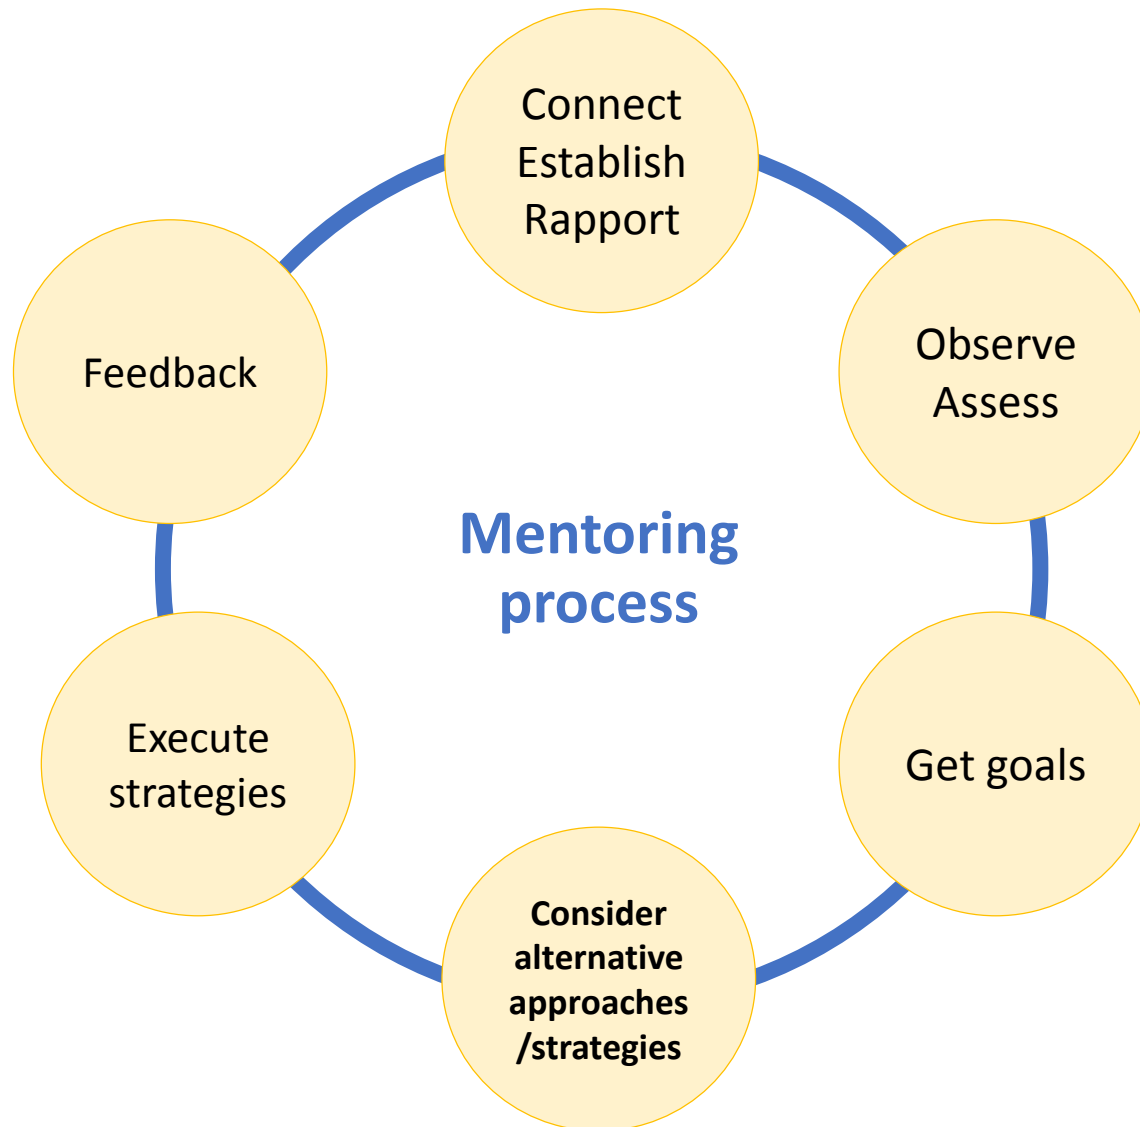 Connect
Establish
Rapport
Observe
Assess
Feedback
Mentoring
process
Execute
strategies
Get goals
Consider
alternative
approaches
/strategies